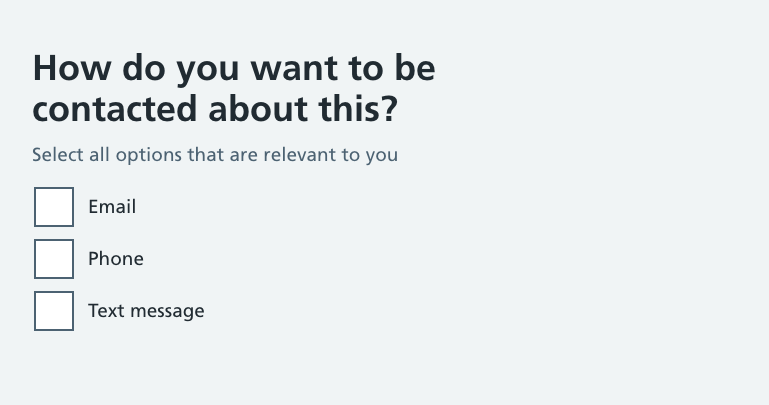 How do you want to be
contacted about this?
Select all options that are relevant to you
Email
Phone
Text message